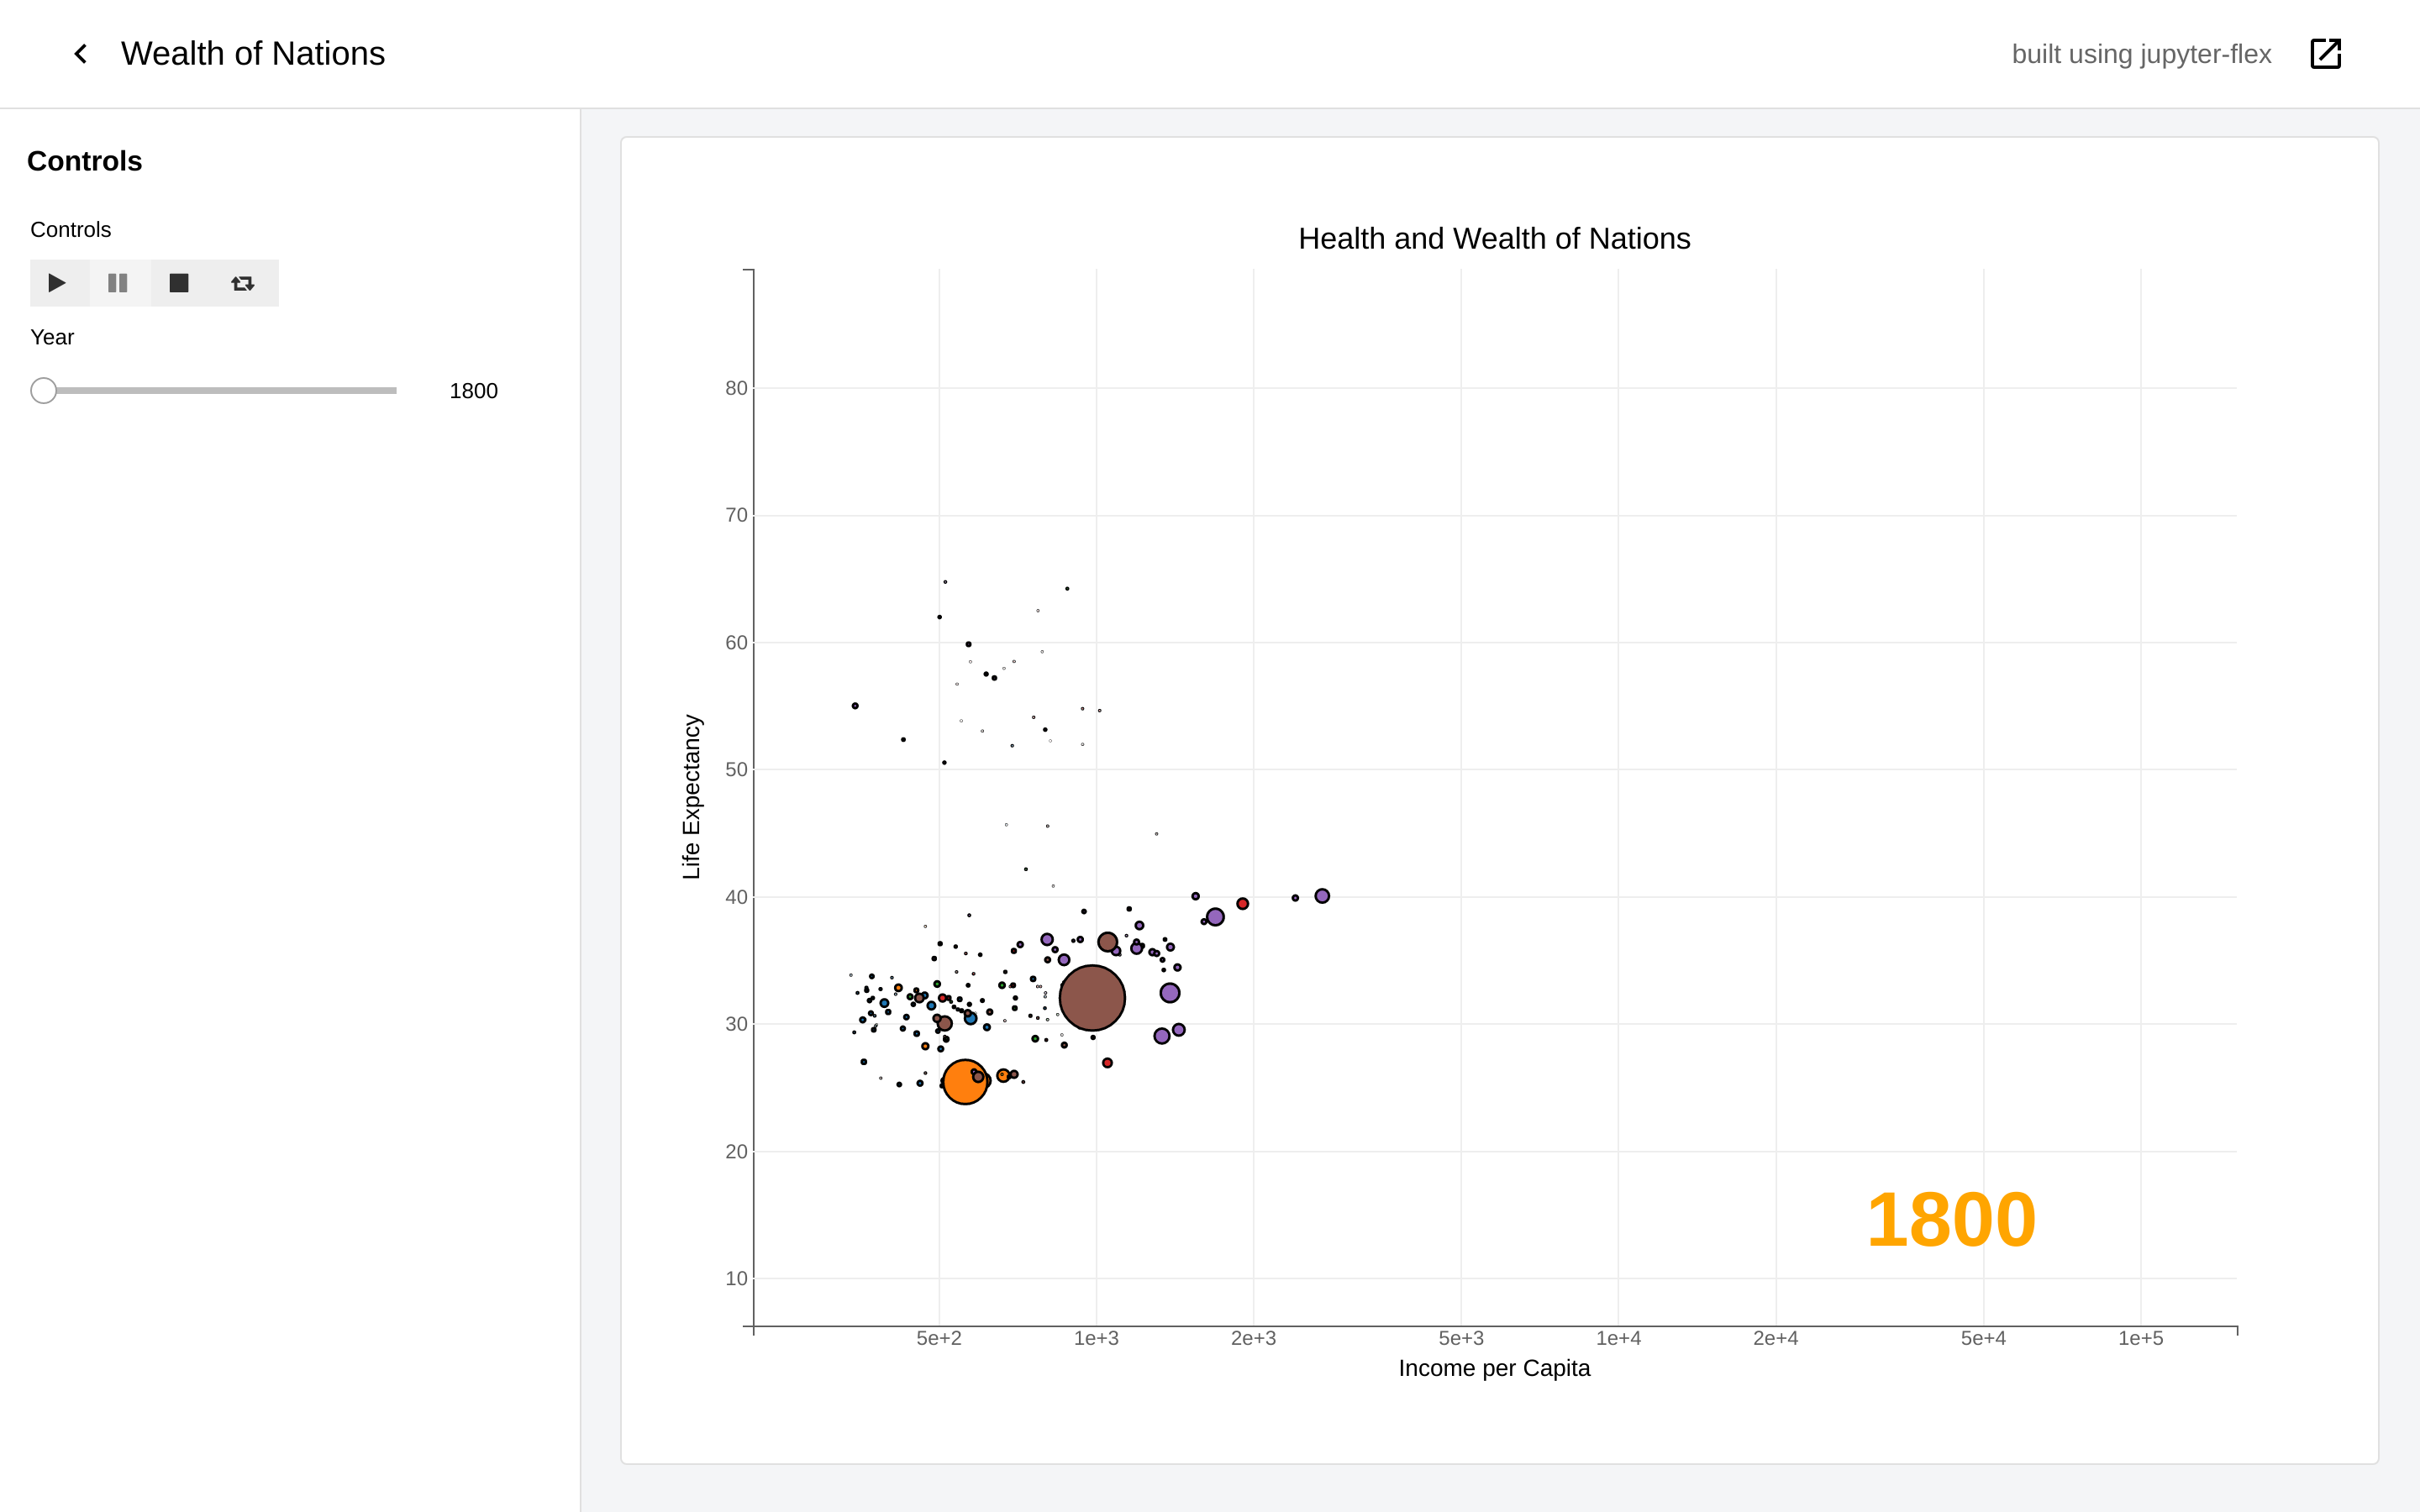 Wealth of Nations
built using jupyter-flex
Controls
Controls
Year
1800
Health and Wealth of Nations
80
70
60
50
40
30
20
10
Life Expectancy
1800
5e+2 1e+3 2e+3 5e+3 1e+4 2e+4 5e+4 1e+5
Income per Capita